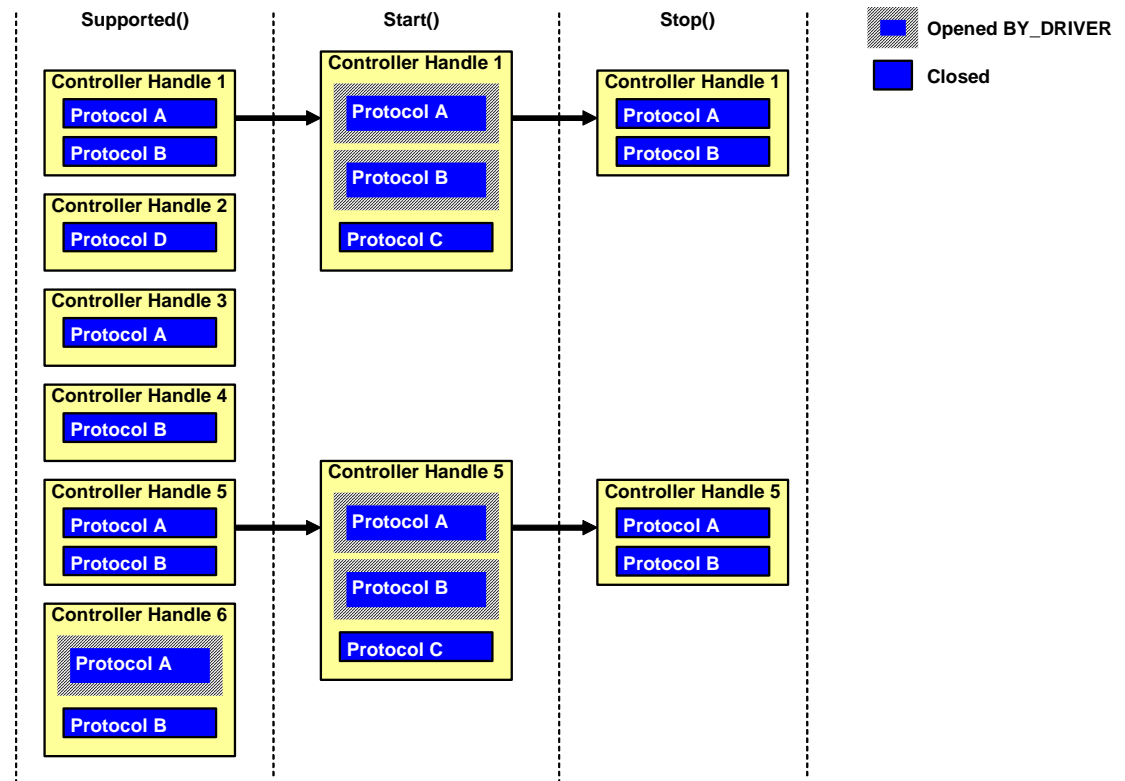 Supported()
Start()
Stop()
Opened BY_DRIVER
Closed
Controller Handle 1
Protocol A
Protocol B
Controller Handle 2
Protocol D
Controller Handle 3
Protocol A
Controller Handle 4
Protocol B
Controller Handle 5
Protocol A
Protocol B
Controller Handle 6
Protocol A
Protocol B
Controller Handle 1
Protocol A
Protocol B
Protocol C
Controller Handle 5
Protocol A
Protocol B
Protocol C
Controller Handle 1
Protocol A
Protocol B
Controller Handle 5
Protocol A
Protocol B